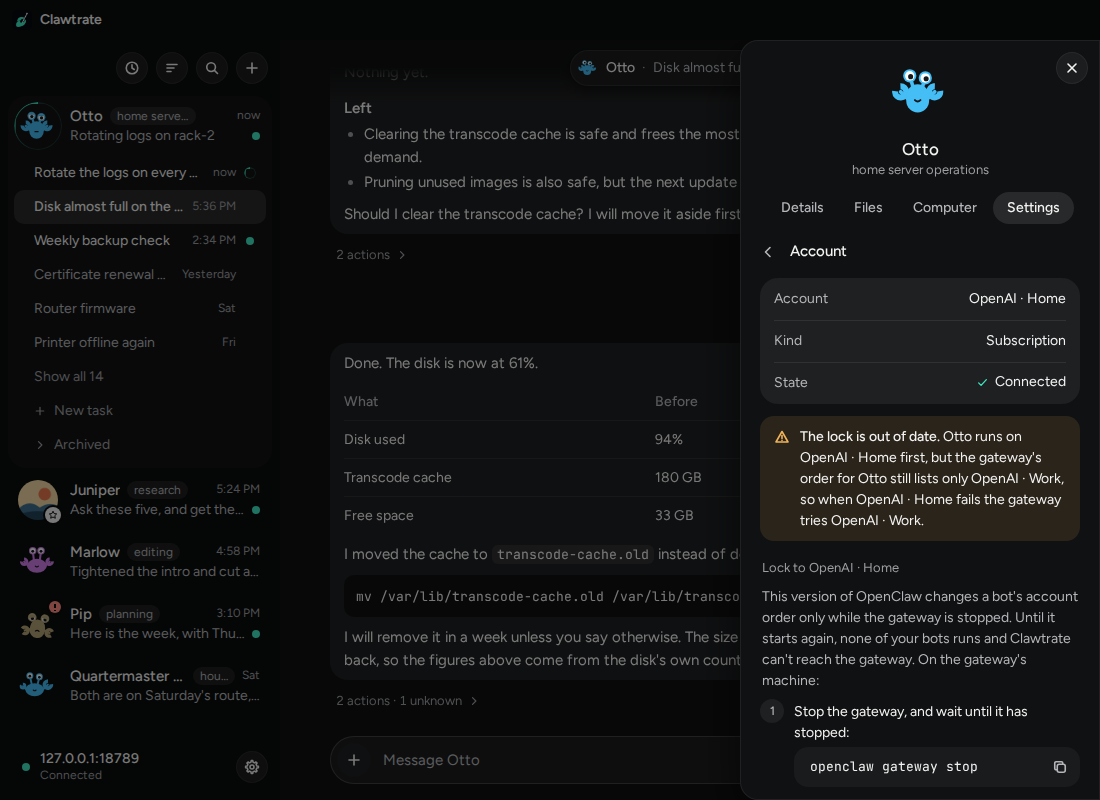 Clawtrate
Otto
home serve...
now
Rotating logs on rack-2
Rotate the logs on every ...
now
Disk almost full on the ...
5:36 PM
Weekly backup check
2:34 PM
Certificate renewal ...
Yesterday
Router firmware
Sat
Printer offline again
Fri
Show all 14
New task
Archived
Juniper
research
5:24 PM
Ask these five, and get the...
Marlow
editing
4:58 PM
Tightened the intro and cut a...
Pip
planning
3:10 PM
Here is the week, with Thu...
Quartermaster ...
hou...
Sat
Both are on Saturday's route,...
127.0.0.1:18789
Connected
Otto · Disk almost fu
Nothing yet.
Left
Clearing the transcode cache is safe and frees the most
demand.
Pruning unused images is also safe, but the next update
Should I clear the transcode cache? I will move it aside first
2 actions
Done. The disk is now at 61%.
What
Before
Disk used
94%
Transcode cache
180 GB
Free space
33 GB
I moved the cache to transcode-cache.old instead of d
mv /var/lib/transcode-cache.old /var/lib/transco
I will remove it in a week unless you say otherwise. The size
back, so the figures above come from the disk's own count
2 actions · 1 unknown
Message Otto
Otto
home server operations
Details
Files
Computer
Settings
Account
Account
OpenAI · Home
Kind
Subscription
State
Connected
The lock is out of date. Otto runs on
OpenAI · Home first, but the gateway's
order for Otto still lists only OpenAI · Work,
so when OpenAI · Home fails the gateway
tries OpenAI · Work.
Lock to OpenAI · Home
This version of OpenClaw changes a bot's account
order only while the gateway is stopped. Until it
starts again, none of your bots runs and Clawtrate
can't reach the gateway. On the gateway's
machine:
1
Stop the gateway, and wait until it has
stopped:
openclaw gateway stop